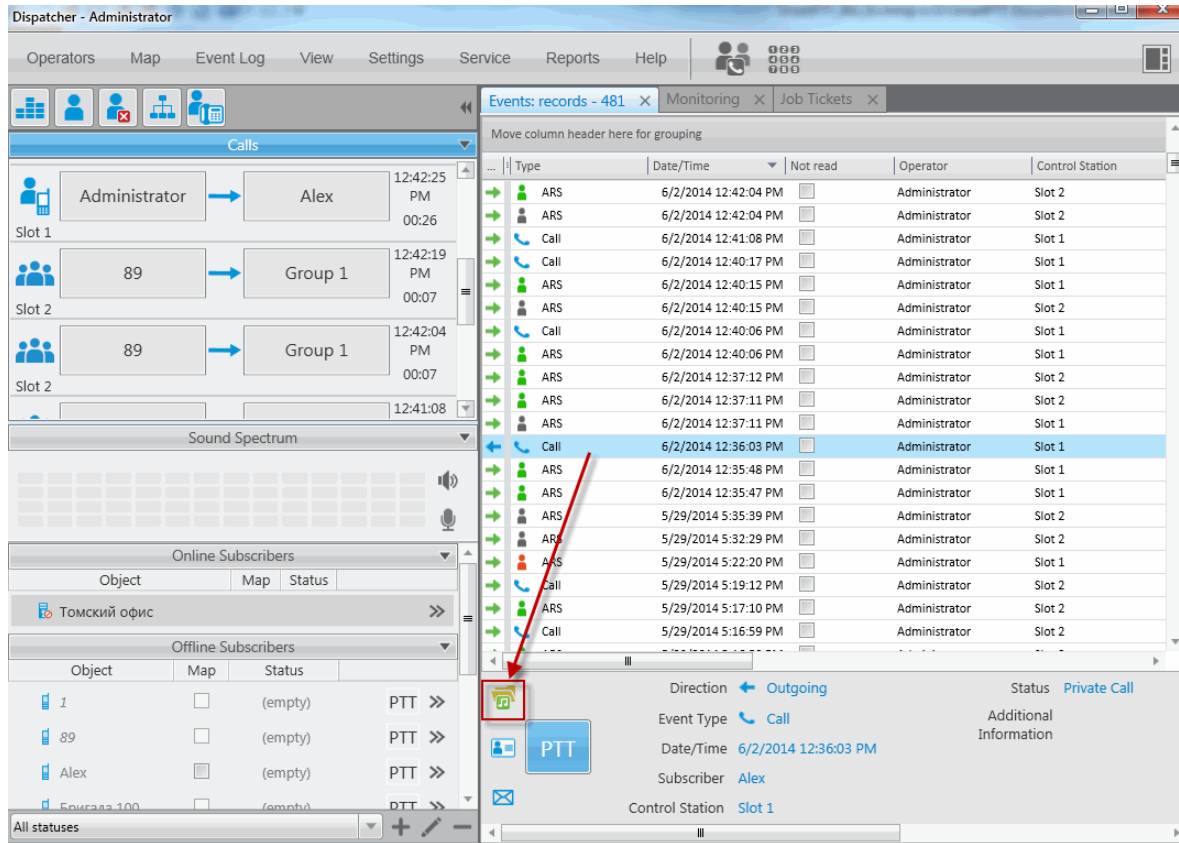 Dispatcher - Administrator
Operators Map Event Log View Settings Service Reports Help
Calls
Administrator Alex 12:42:25 PM 00:26
Slot 1
89 Group 1 12:42:19 PM 00:07
Slot 2
89 Group 1 12:42:04 PM 00:07
Slot 2
12:41:08
Sound Spectrum
Online Subscribers
Object Map Status
Томский офис
Offline Subscribers
Object Map Status
1 (empty) PTT
89 (empty) PTT
Alex (empty) PTT
Бригада 100 (empty) PTT
All statuses
Events: records - 481 Monitoring Job Tickets
Move column header here for grouping
... Type Date/Time Not read Operator Control Station
ARS 6/2/2014 12:42:04 PM Administrator Slot 2
ARS 6/2/2014 12:42:04 PM Administrator Slot 2
Call 6/2/2014 12:41:08 PM Administrator Slot 1
Call 6/2/2014 12:40:17 PM Administrator Slot 1
ARS 6/2/2014 12:40:15 PM Administrator Slot 1
ARS 6/2/2014 12:40:15 PM Administrator Slot 2
Call 6/2/2014 12:40:06 PM Administrator Slot 1
ARS 6/2/2014 12:40:06 PM Administrator Slot 1
ARS 6/2/2014 12:37:12 PM Administrator Slot 2
ARS 6/2/2014 12:37:11 PM Administrator Slot 2
ARS 6/2/2014 12:37:11 PM Administrator Slot 1
Call 6/2/2014 12:36:03 PM Administrator Slot 1
ARS 6/2/2014 12:35:48 PM Administrator Slot 1
ARS 6/2/2014 12:35:47 PM Administrator Slot 1
ARS 5/29/2014 5:35:39 PM Administrator Slot 2
ARS 5/29/2014 5:32:29 PM Administrator Slot 2
ARS 5/29/2014 5:22:20 PM Administrator Slot 1
Call 5/29/2014 5:19:12 PM Administrator Slot 2
ARS 5/29/2014 5:17:10 PM Administrator Slot 2
Call 5/29/2014 5:16:59 PM Administrator Slot 2
Direction Outgoing Status Private Call
Event Type Call Additional Information
PTT
Date/Time 6/2/2014 12:36:03 PM
Subscriber Alex
Control Station Slot 1